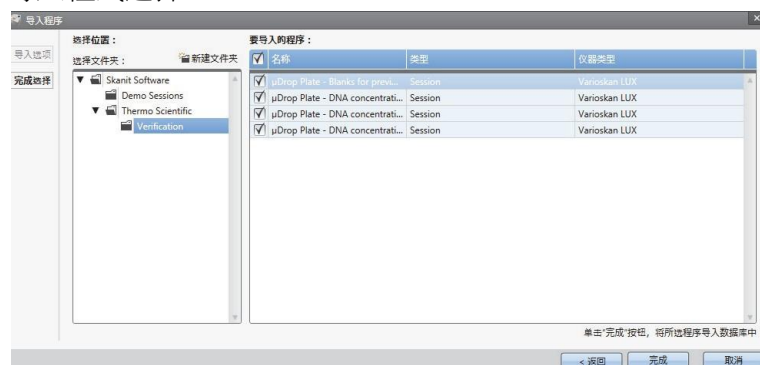 导入程序
导入选项
完成选择
选择位置：
选择文件夹： 新建文件夹
Skanit Software
Demo Sessions
Thermo Scientific
Verification
要导入的程序：
名称 类型 仪器类型
µDrop Plate - Blanks for previ... Session Varioskan LUX
µDrop Plate - DNA concentrati... Session Varioskan LUX
µDrop Plate - DNA concentrati... Session Varioskan LUX
µDrop Plate - DNA concentrati... Session Varioskan LUX
单击"完成"按钮，将所选程序导入数据库中
< 返回 完成 取消